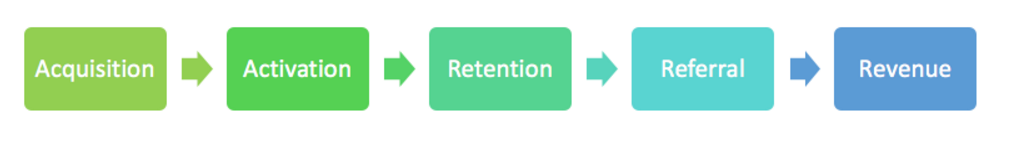 Acquisition
Activation
Retention
Referral
Revenue